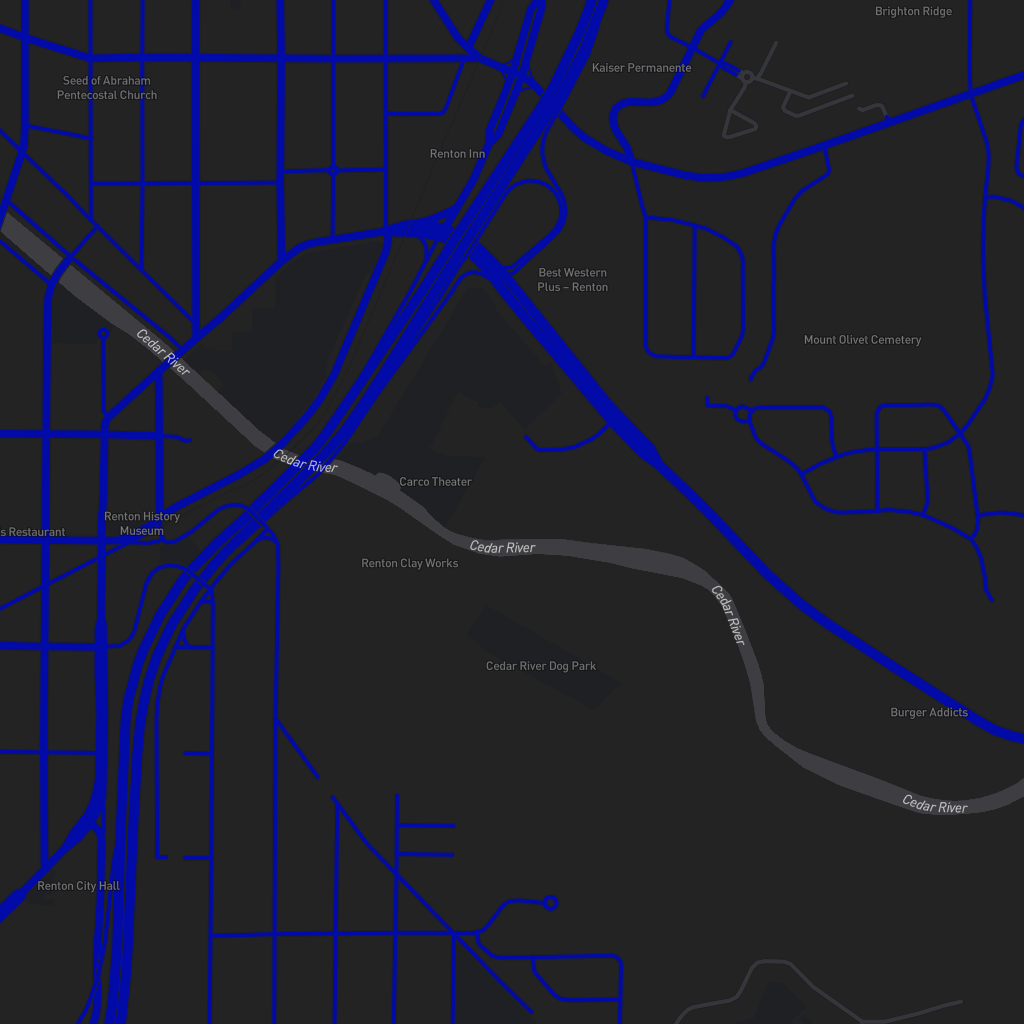 Brighton Ridge
Kaiser Permanente
Seed of Abraham
Pentecostal Church
Renton Inn
Best Western
Plus – Renton
Mount Olivet Cemetery
Cedar River
Cedar River
Carco Theater
Renton History
Museum
s Restaurant
Cedar River
Renton Clay Works
Cedar River
Cedar River Dog Park
Burger Addicts
Cedar River
Renton City Hall